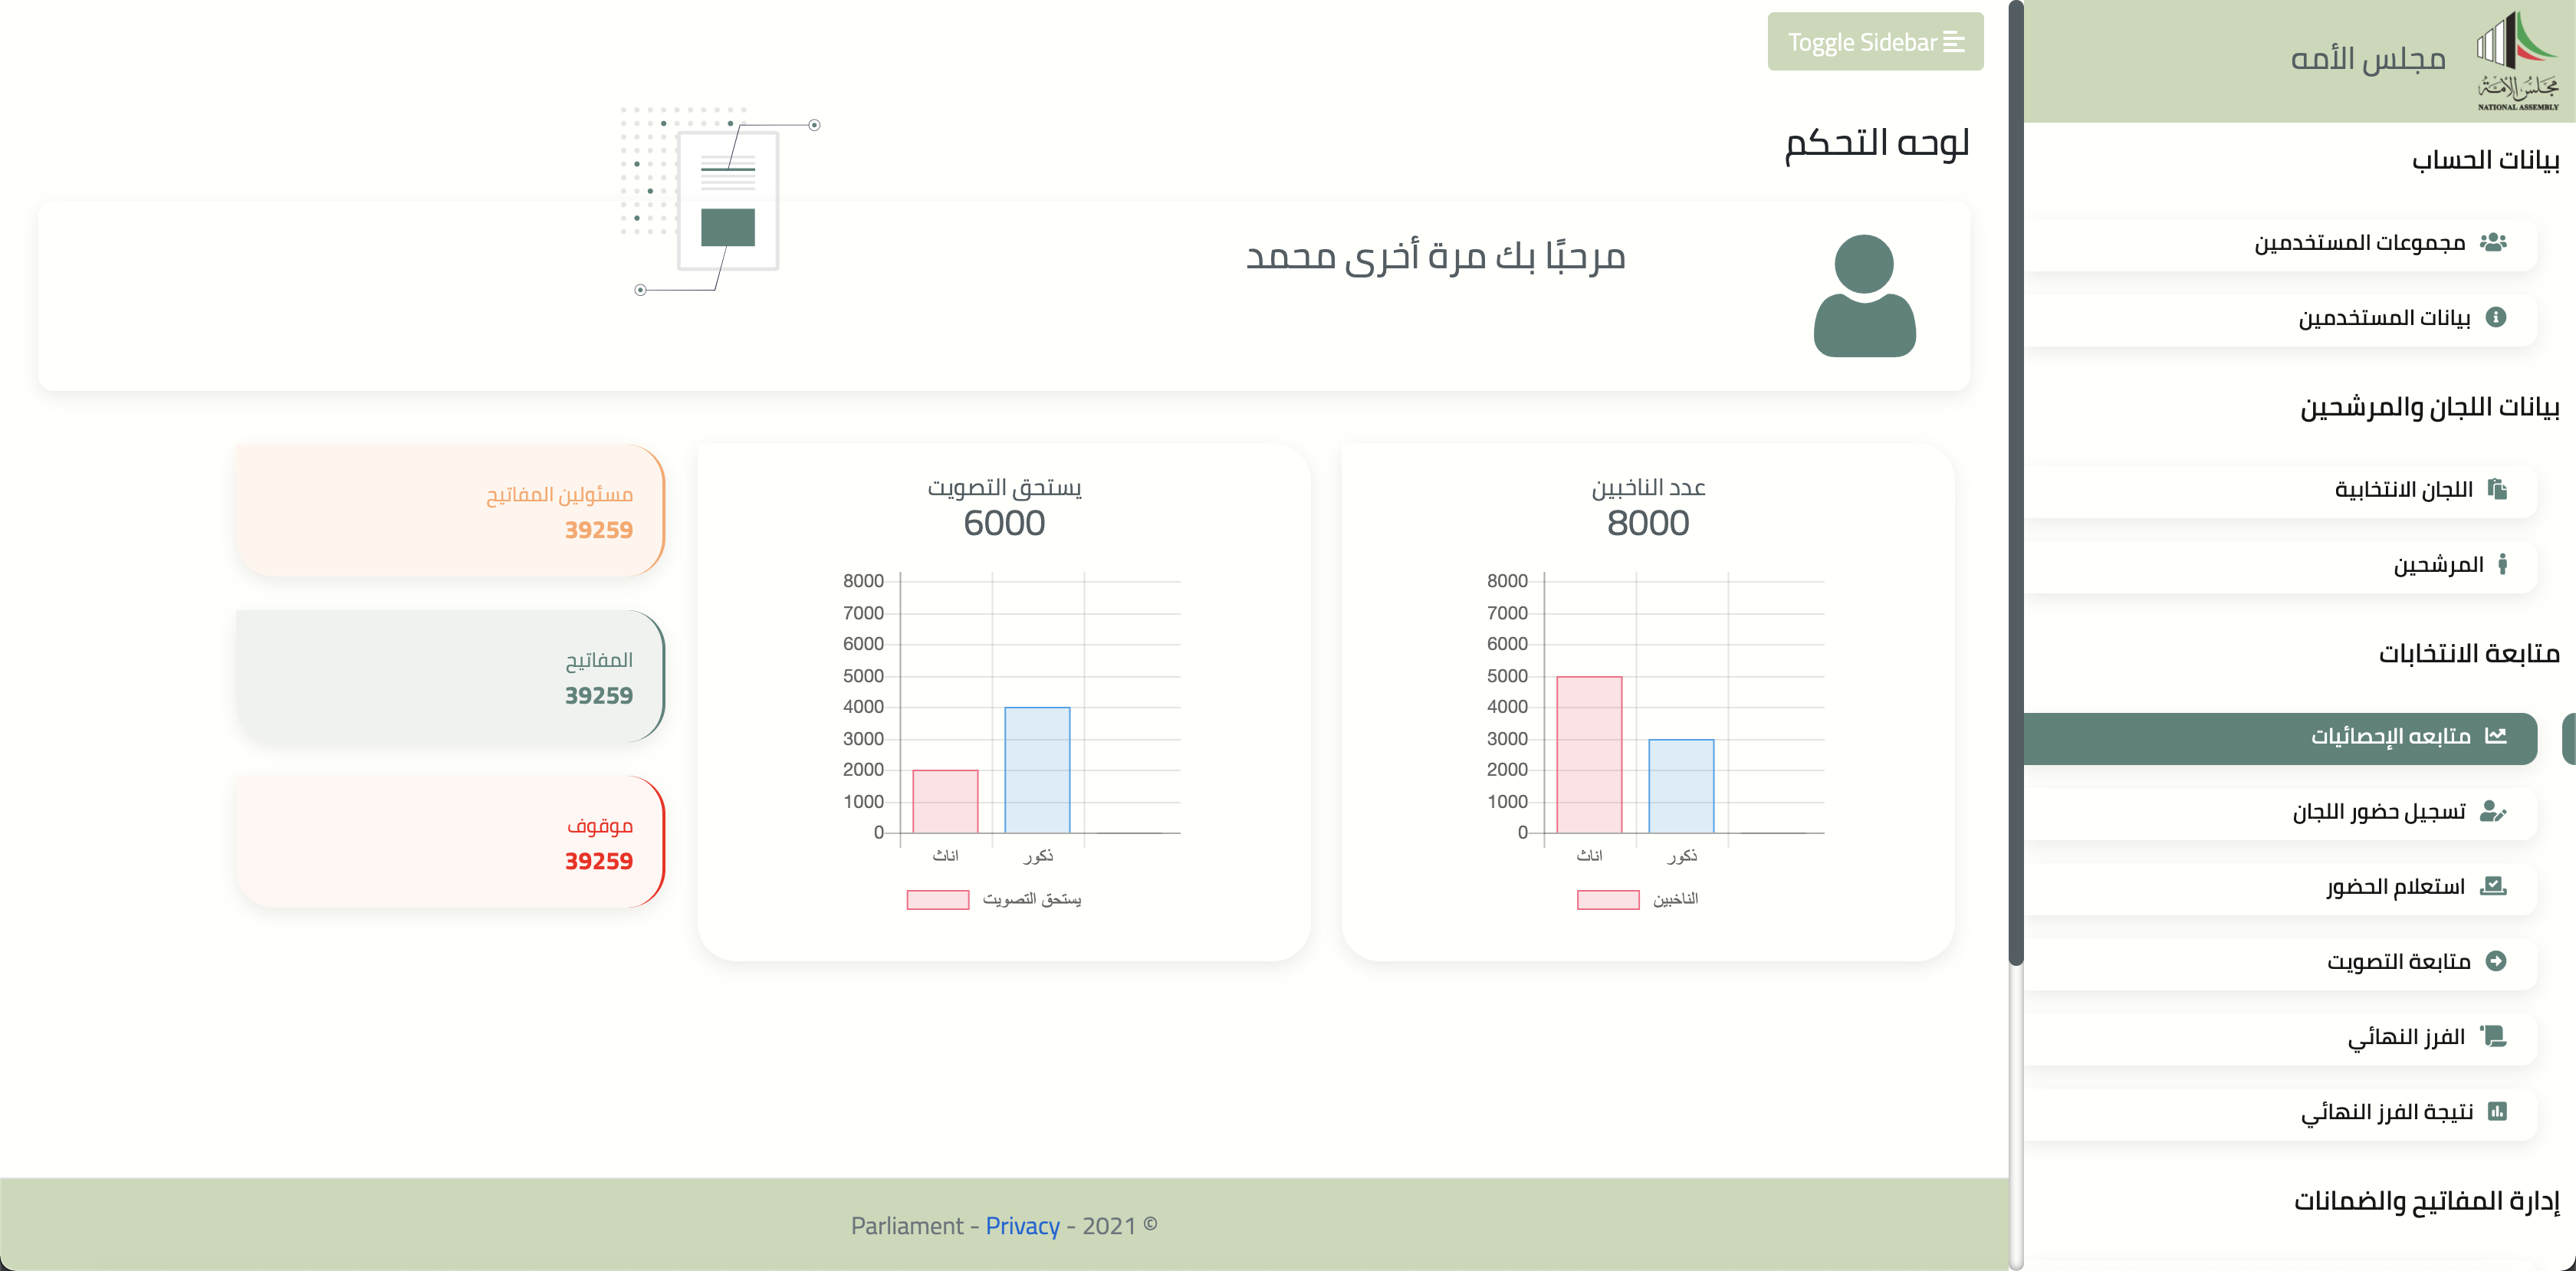 مجلس الأمه
مجلس الأمة
NATIONAL ASSEMBLY
بيانات الحساب
مجموعات المستخدمين
بيانات المستخدمين
بيانات اللجان والمرشحين
اللجان الانتخابية
المرشحين
متابعة الانتخابات
متابعه الإحصائيات
تسجيل حضور اللجان
استعلام الحضور
متابعة التصويت
الفرز النهائي
نتيجة الفرز النهائي
إدارة المفاتيح والضمانات
Toggle Sidebar
لوحه التحكم
مرحبًا بك مرة أخرى محمد
عدد الناخبين
8000
8000
7000
6000
5000
4000
3000
2000
1000
0
اناث
ذكور
الناخبين
يستحق التصويت
6000
8000
7000
6000
5000
4000
3000
2000
1000
0
اناث
ذكور
يستحق التصويت
مسئولين المفاتيح
39259
المفاتيح
39259
موقوف
39259
Parliament - Privacy - 2021 ©